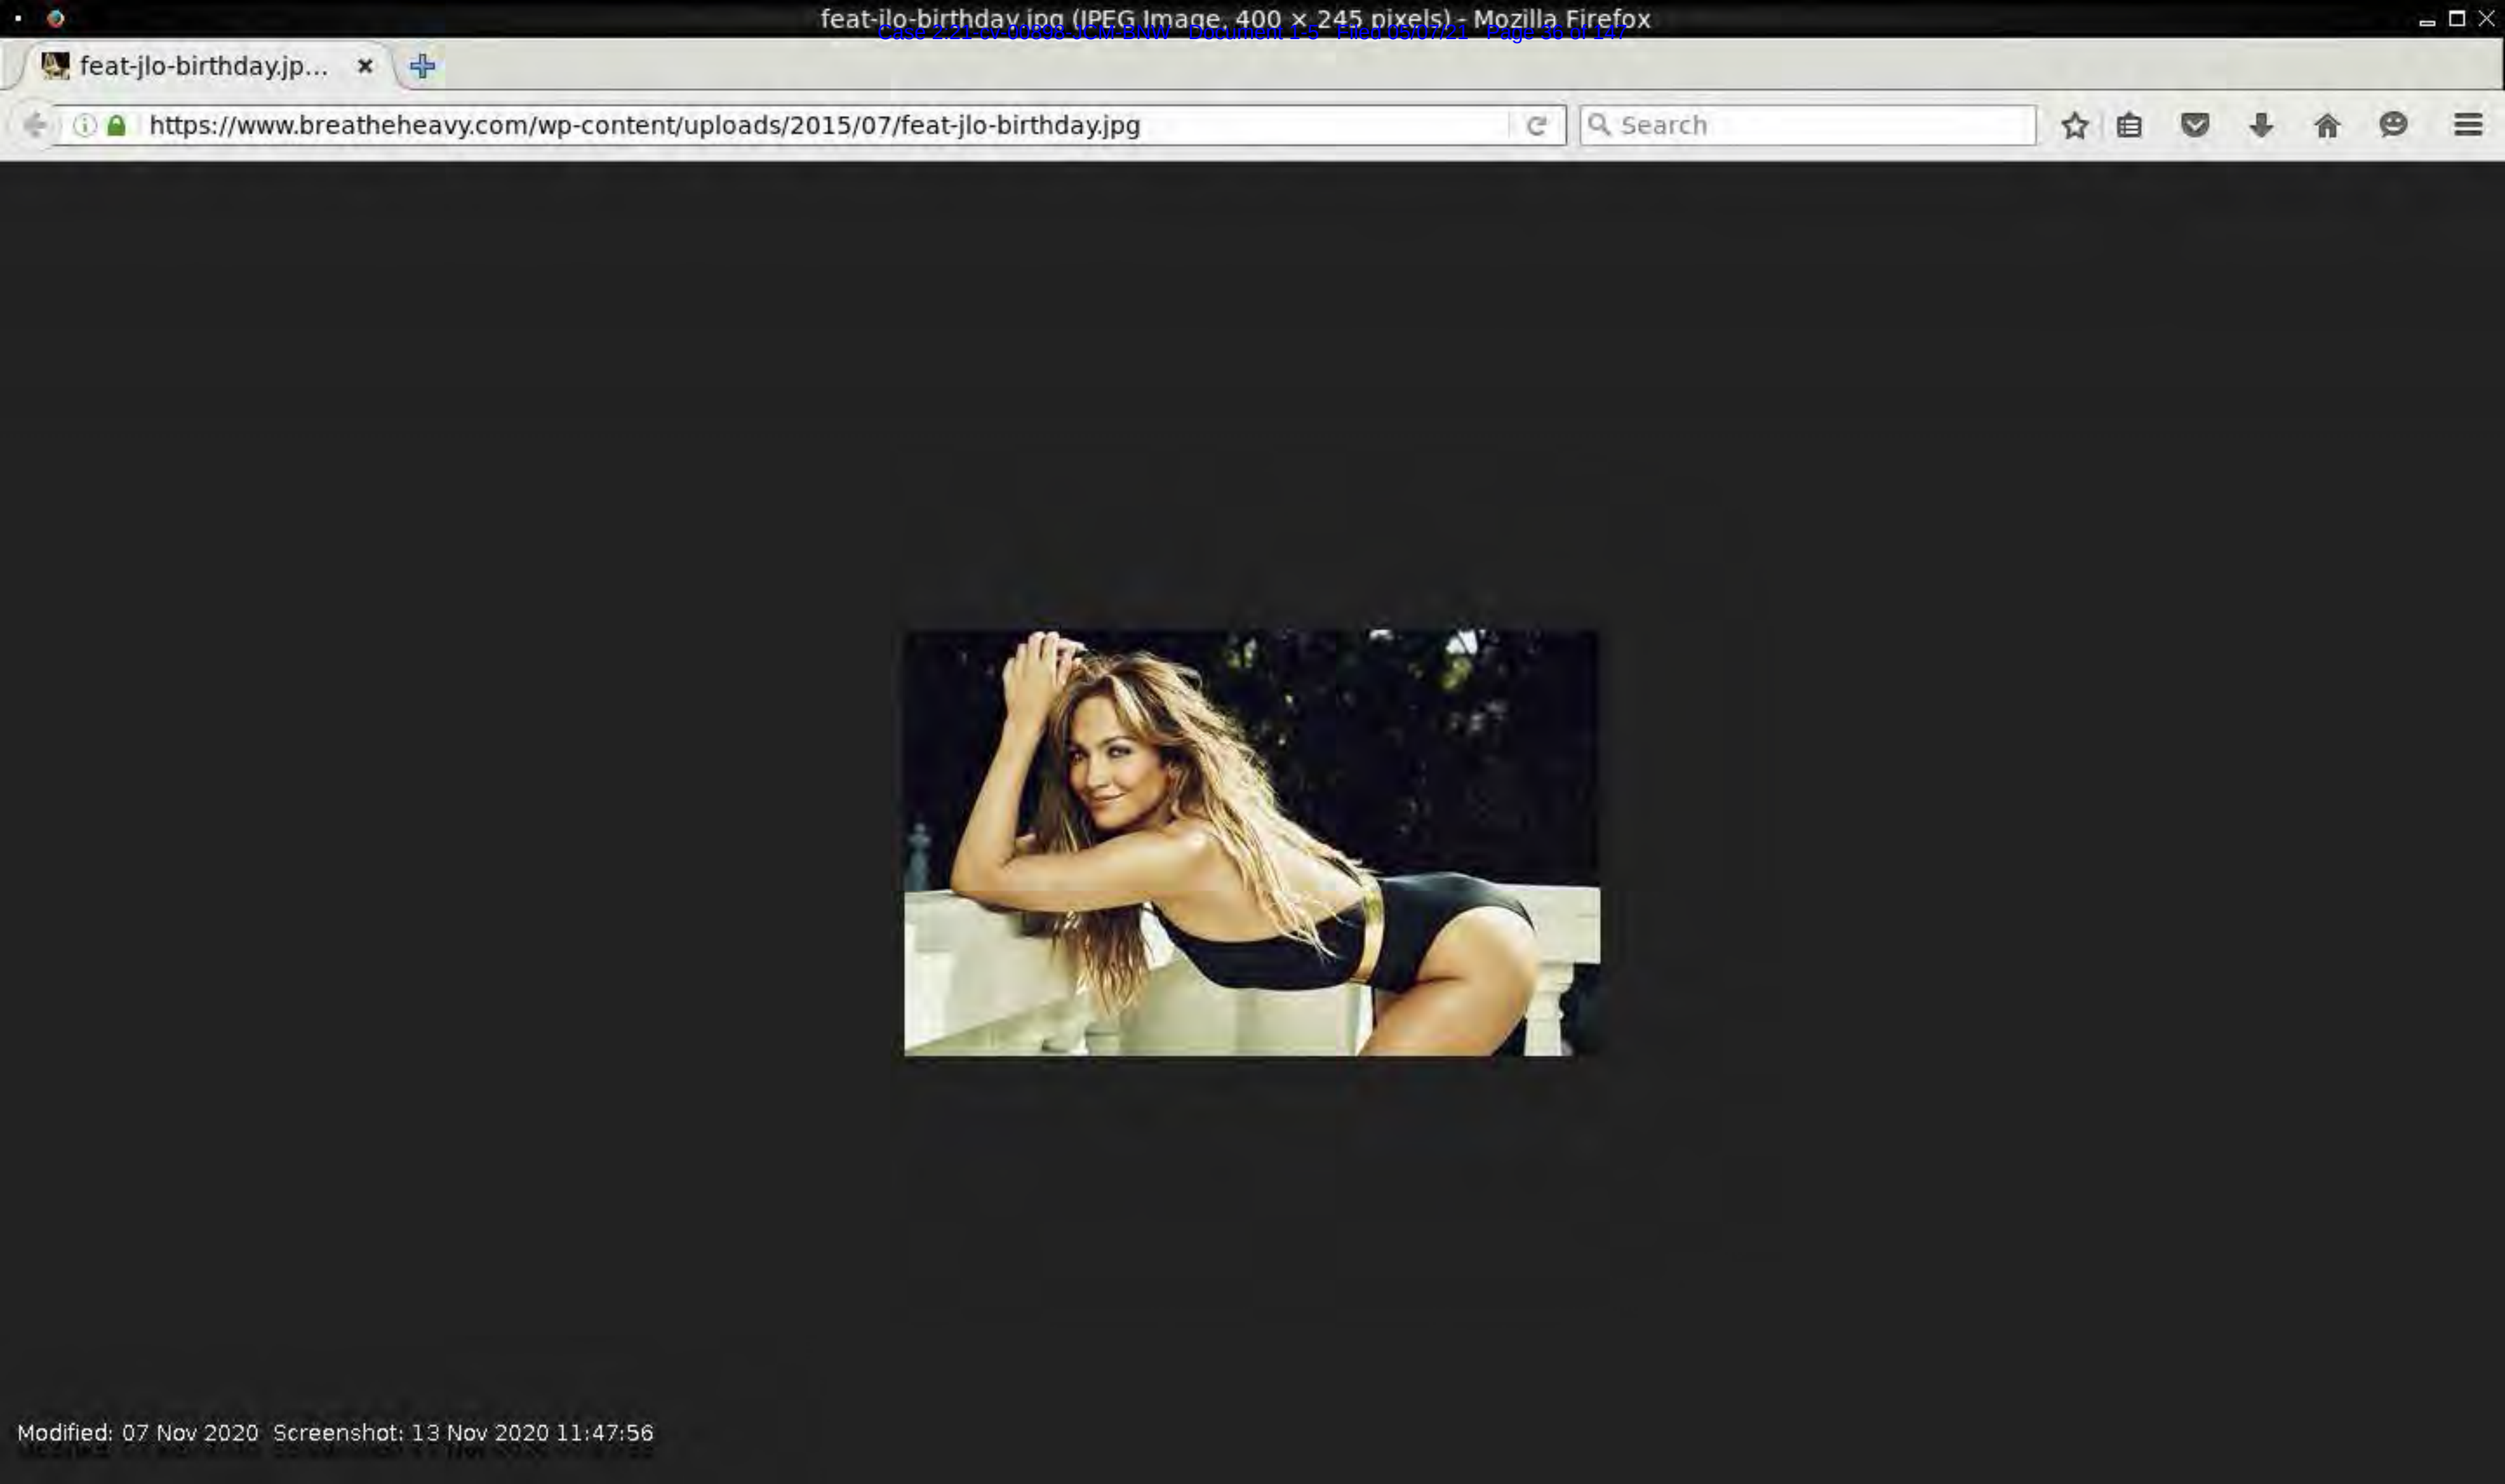 feat-jlo-birthday.jpg (JPEG Image, 400 × 245 pixels) - Mozilla Firefox
Case 2:21-cv-00898-JCM-BNW Document 1-5 Filed 05/07/21 Page 36 of 147
feat-jlo-birthday.jp...
https://www.breatheheavy.com/wp-content/uploads/2015/07/feat-jlo-birthday.jpg
Search
Modified: 07 Nov 2020 Screenshot: 13 Nov 2020 11:47:56